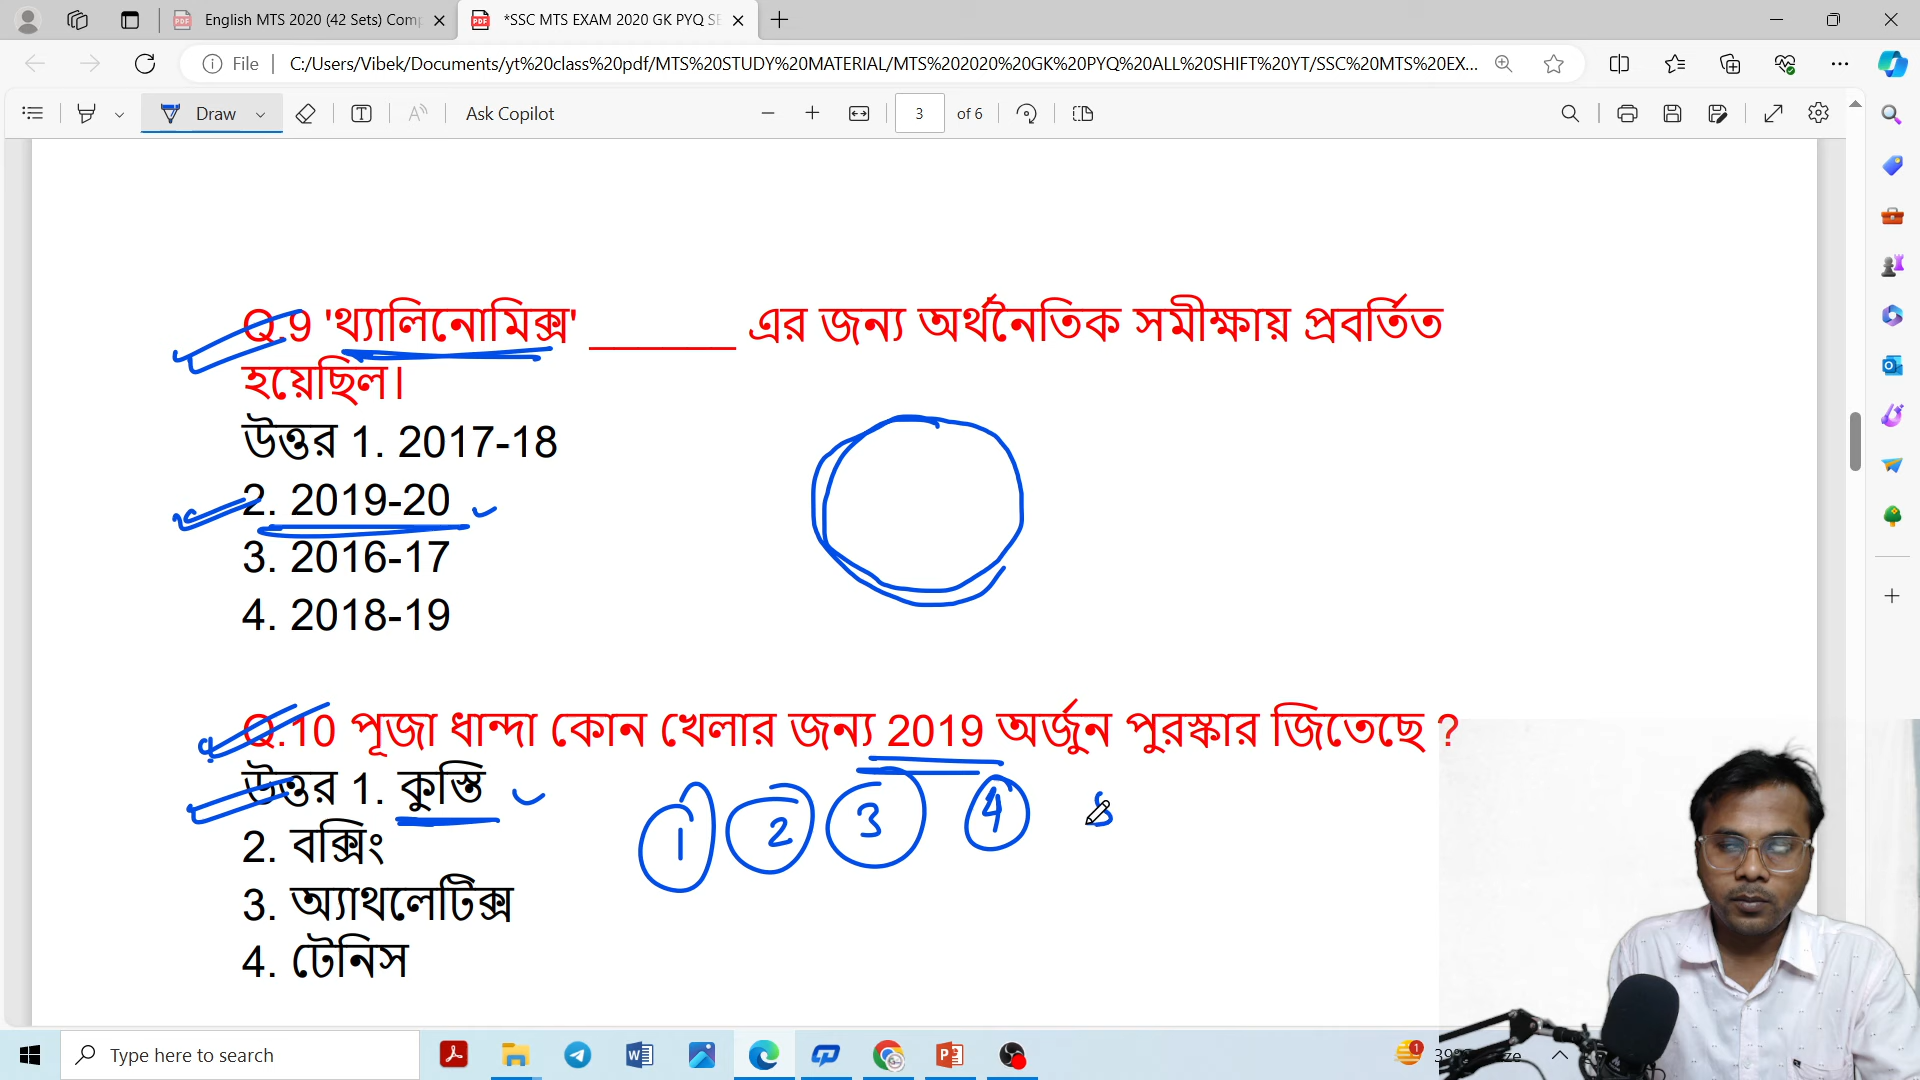 English MTS 2020 (42 Sets) Comp
*SSC MTS EXAM 2020 GK PYQ SE
File
C:/Users/Vibek/Documents/yt%20class%20pdf/MTS%20STUDY%20MATERIAL/MTS%202020%20GK%20PYQ%20ALL%20SHIFT%20YT/SSC%20MTS%20EX...
Draw
Ask Copilot
3 of 6
Q.9 'থ্যালিনোমিক্স' ______ এর জন্য অর্থনৈতিক সমীক্ষায় প্রবর্তিত
হয়েছিল।
উত্তর 1. 2017-18
2. 2019-20
3. 2016-17
4. 2018-19
Q.10 পূজা ধান্দা কোন খেলার জন্য 2019 অর্জুন পুরস্কার জিতেছে ?
উত্তর 1. কুস্তি
1 2 3 4
2. বক্সিং
3. অ্যাথলেটিক্স
4. টেনিস
Type here to search